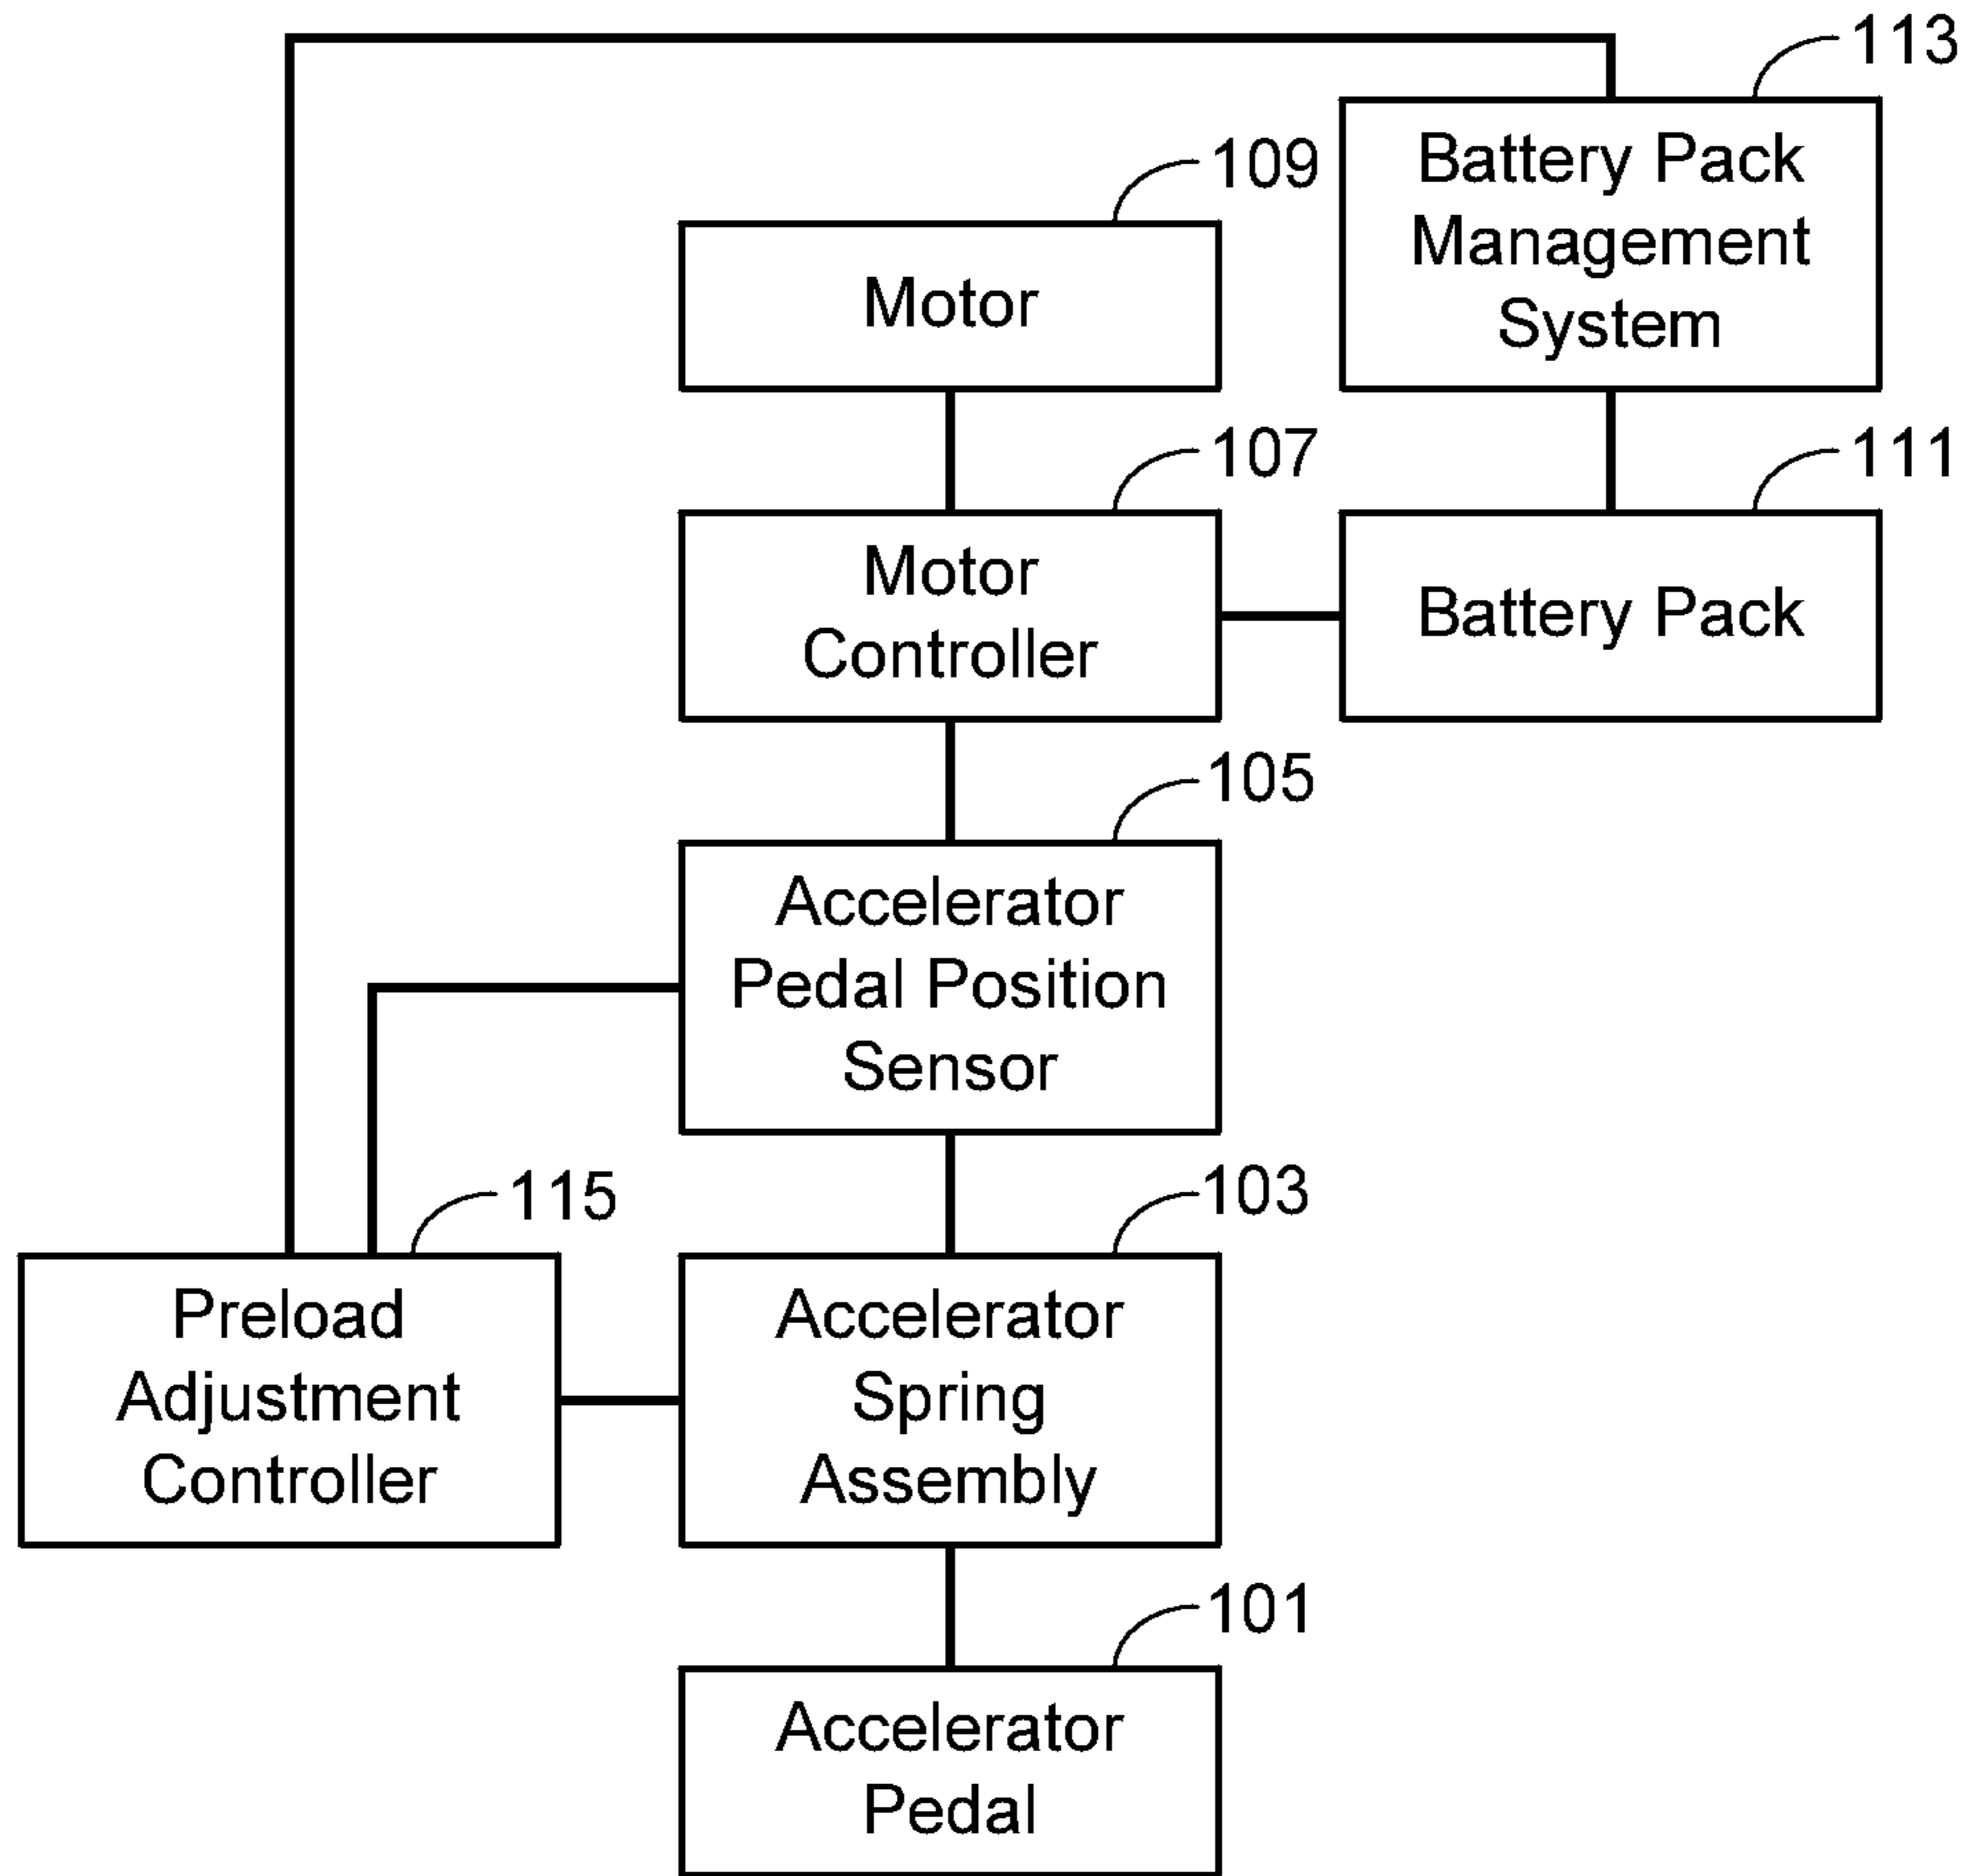 113
Battery Pack
Management
System
109
Motor
107
Motor
Controller
111
Battery Pack
105
Accelerator
Pedal Position
Sensor
115
Preload
Adjustment
Controller
103
Accelerator
Spring
Assembly
101
Accelerator
Pedal